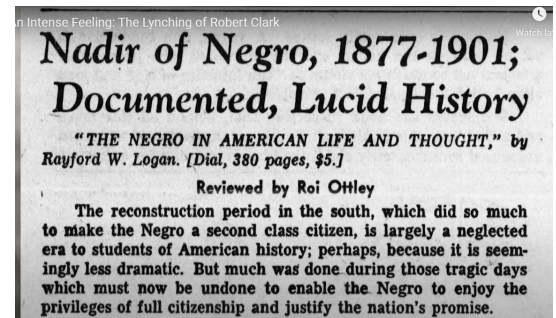 An Intense Feeling: The Lynching of Robert Clark
Watch la
Nadir of Negro, 1877-1901;
Documented, Lucid History
"THE NEGRO IN AMERICAN LIFE AND THOUGHT," by
Rayford W. Logan. [Dial, 380 pages, $5.]
Reviewed by Roi Ottley
The reconstruction period in the south, which did so much
to make the Negro a second class citizen, is largely a neglected
era to students of American history; perhaps, because it is seem-
ingly less dramatic. But much was done during those tragic days
which must now be undone to enable the Negro to enjoy the
privileges of full citizenship and justify the nation's promise.